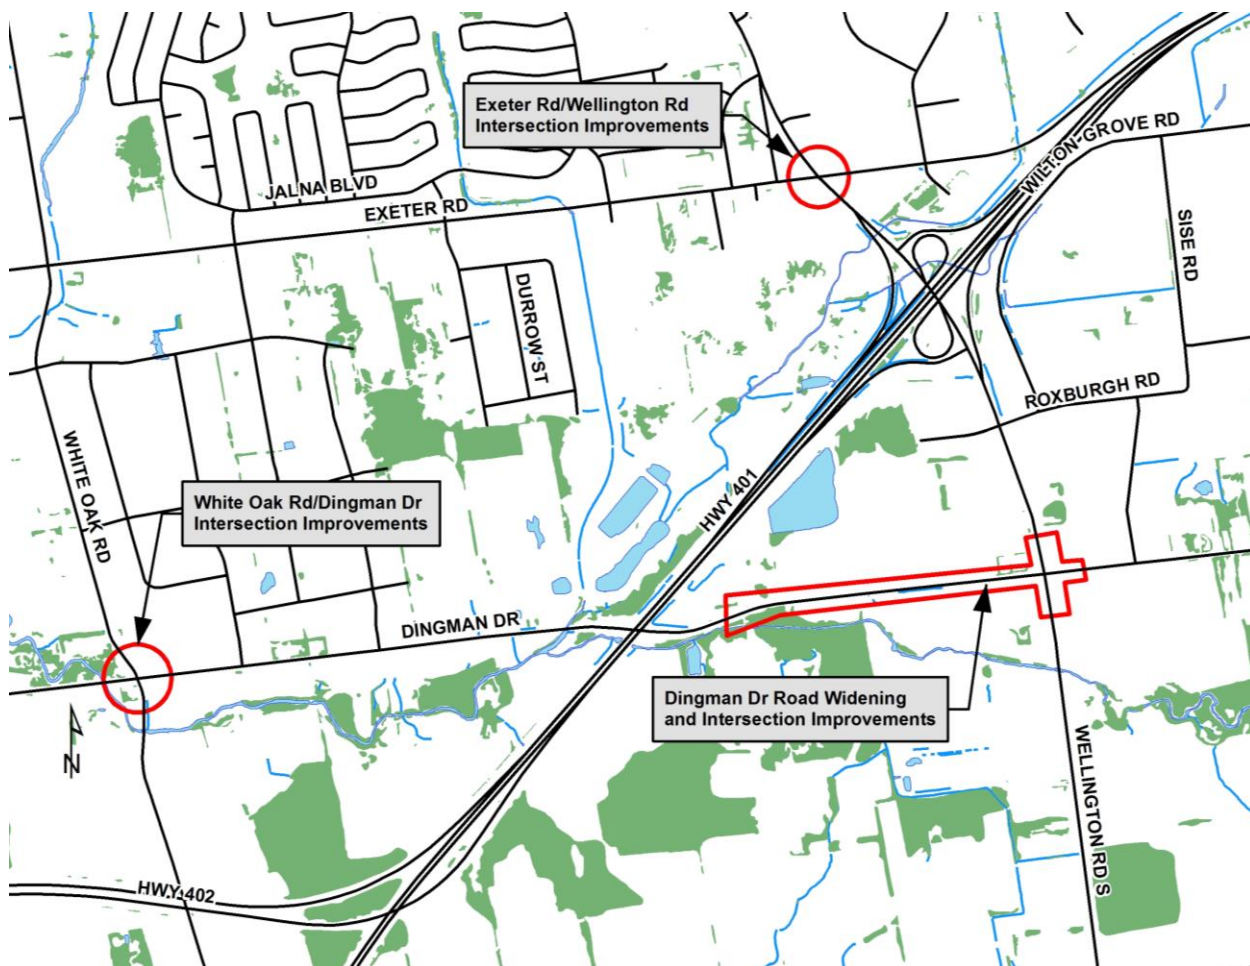 Exeter Rd/Wellington Rd
Intersection Improvements
WILTON-GROVE RD
JALNA BLVD
EXETER RD
SISE RD
DURROW ST
ROXBURGH RD
WHITE OAK RD
HWY 401
White Oak Rd/Dingman Dr
Intersection Improvements
DINGMAN DR
Dingman Dr Road Widening
and Intersection Improvements
N
WELLINGTON RD S
HWY 402